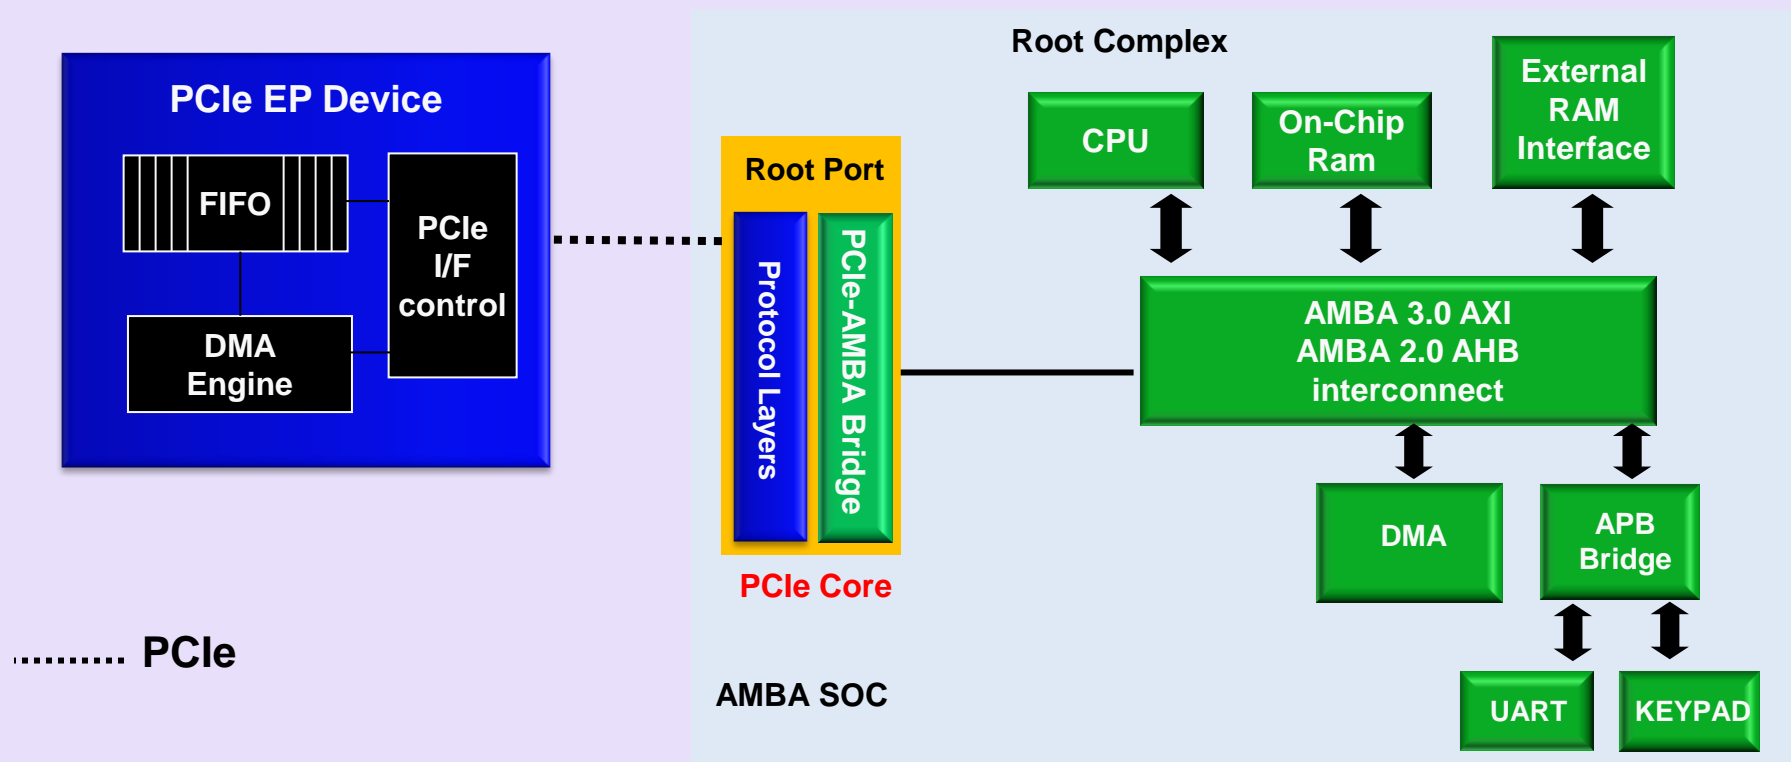 PCIe EP Device
FIFO
PCIe
I/F
control
DMA
Engine
PCIe
Root Complex
Root Port
Protocol Layers
PCIe-AMBA Bridge
PCIe Core
AMBA SOC
CPU
On-Chip
Ram
External
RAM
Interface
AMBA 3.0 AXI
AMBA 2.0 AHB
interconnect
DMA
APB
Bridge
UART
KEYPAD